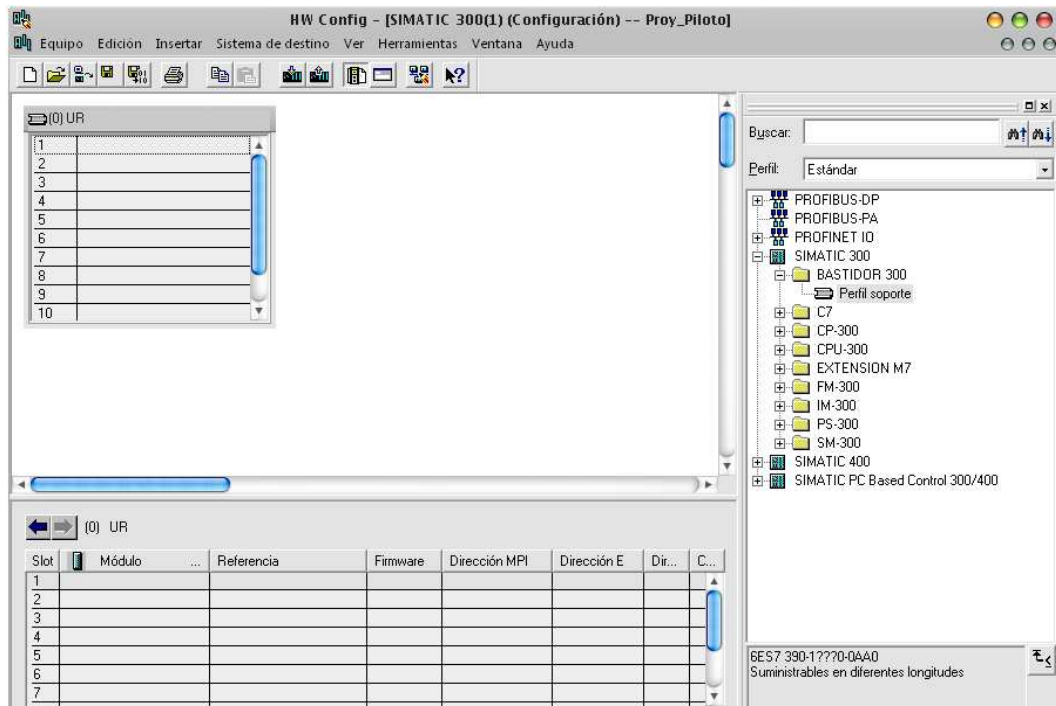 HW Config - [SIMATIC 300(1) (Configuración) -- Proy_Piloto]
Equipo Edición Insertar Sistema de destino Ver Herramientas Ventana Ayuda
(0) UR
1
2
3
4
5
6
7
8
9
10
Buscar:
Perfil: Estándar
PROFIBUS-DP
PROFIBUS-PA
PROFINET IO
SIMATIC 300
BASTIDOR 300
Perfil soporte
C7
CP-300
CPU-300
EXTENSION M7
FM-300
IM-300
PS-300
SM-300
SIMATIC 400
SIMATIC PC Based Control 300/400
(0) UR
Slot Módulo ... Referencia Firmware Dirección MPI Dirección E Dir... C...
1
2
3
4
5
6
7
6ES7 390-1???0-0AA0
Suministrables en diferentes longitudes